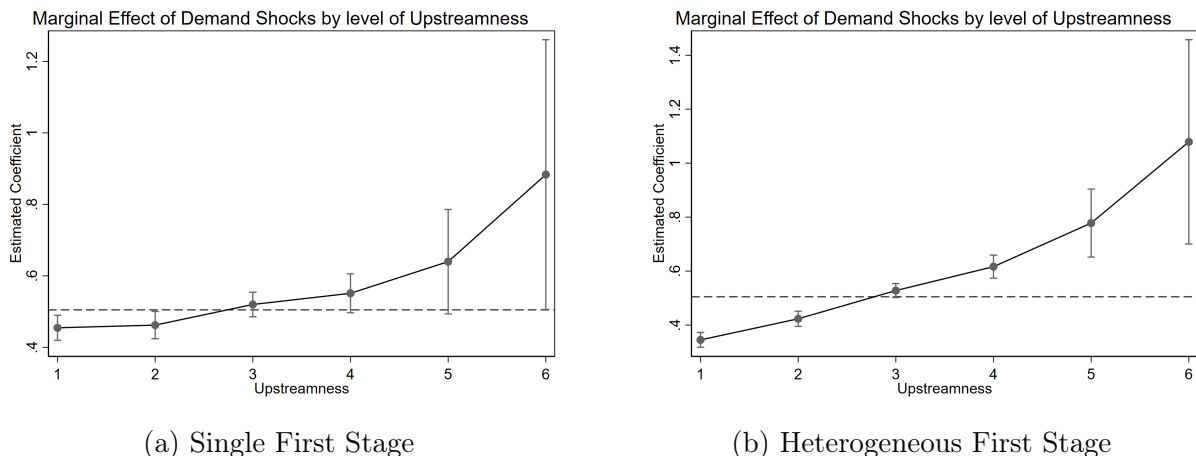 Marginal Effect of Demand Shocks by level of Upstreamness
Estimated Coefficient
1.2
1
.8
.6
.4
1 2 3 4 5 6
Upstreamness
(a) Single First Stage
Marginal Effect of Demand Shocks by level of Upstreamness
Estimated Coefficient
1.4
1.2
1
.8
.6
.4
1 2 3 4 5 6
Upstreamness
(b) Heterogeneous First Stage